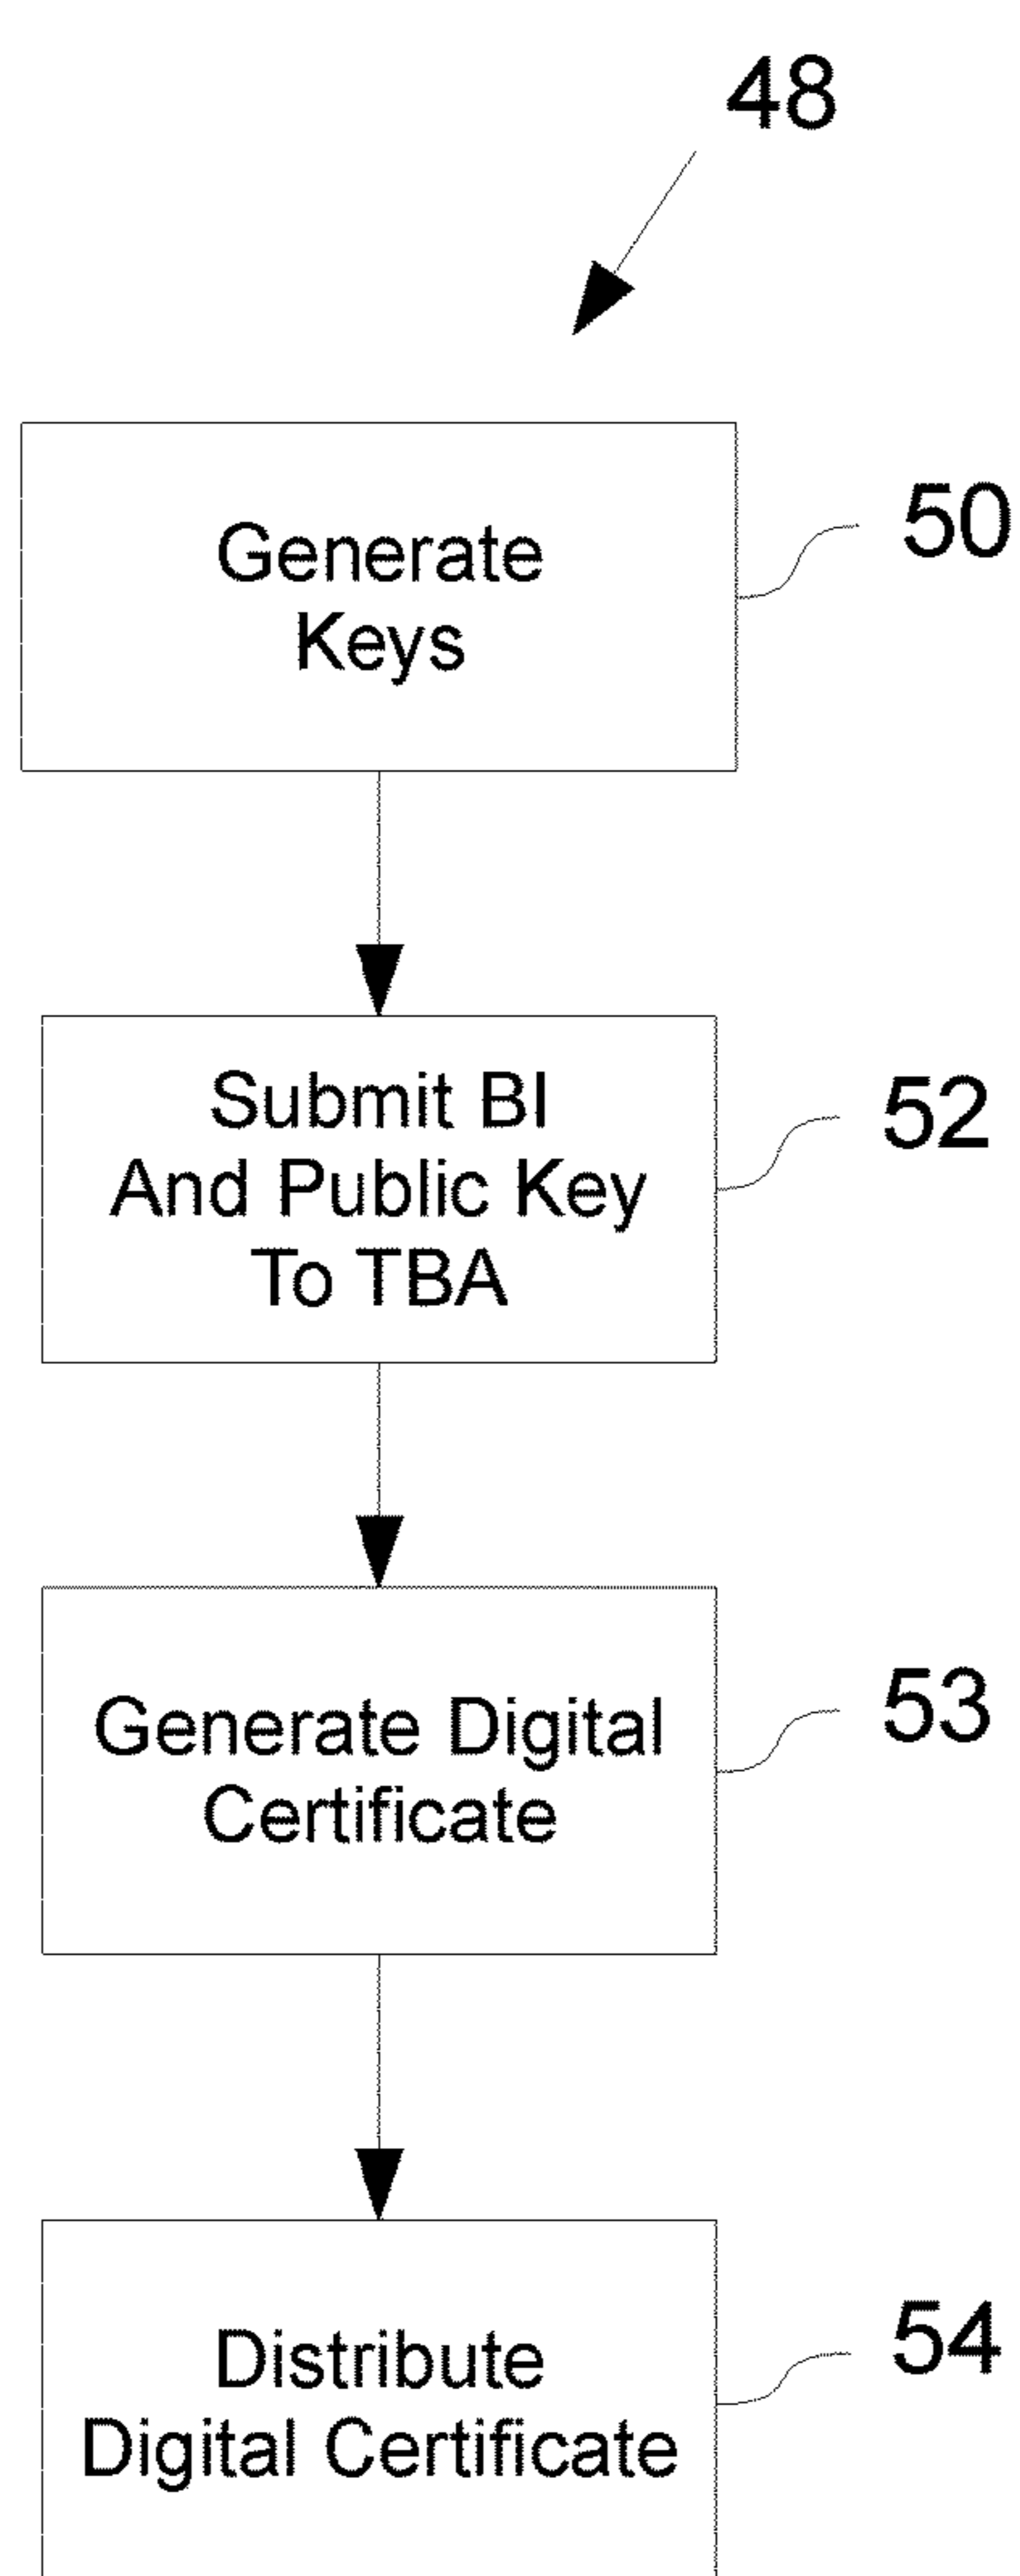 48
Generate
Keys
50
Submit BI
And Public Key
To TBA
52
Generate Digital
Certificate
53
Distribute
Digital Certificate
54